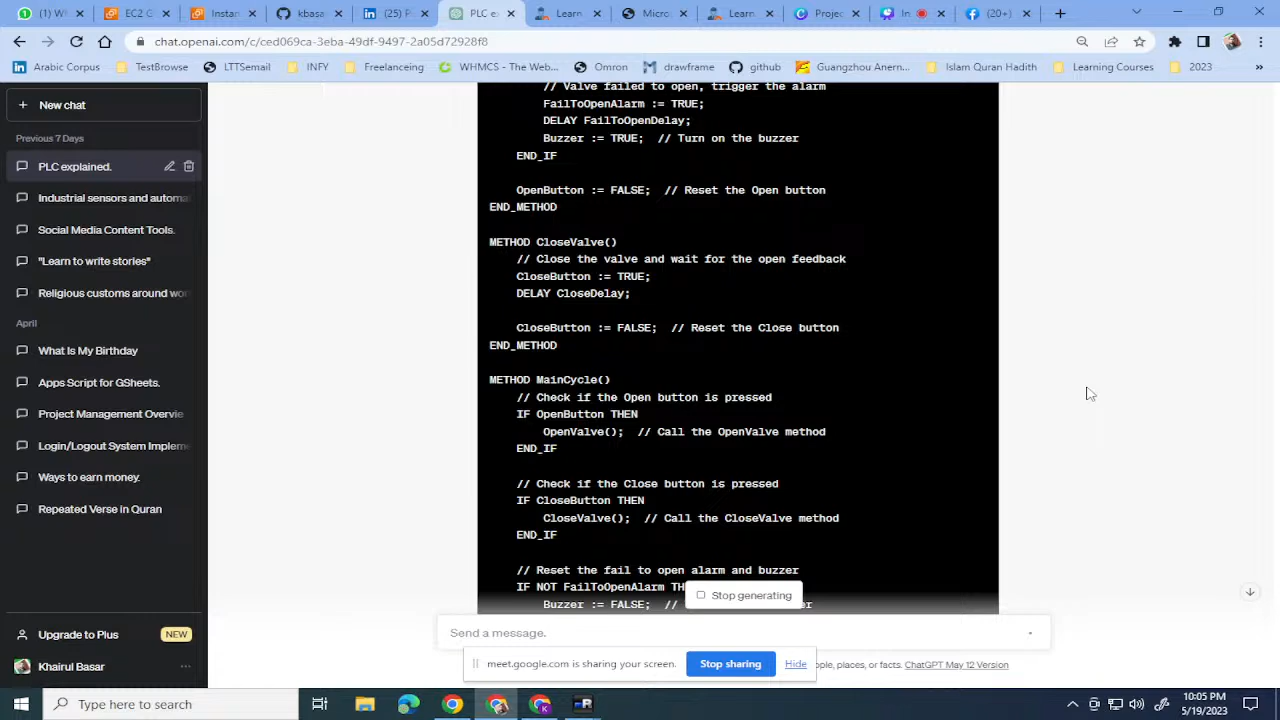 (1) W
EC2 G
Instan
kbasa
(25) P
PLC e
Learn
Micro
Learn
Projec
In
(20+)
chat.openai.com/c/ced069ca-3eba-49df-9497-2a05d72928f8
Arabic Corpus
TestBrowse
LTTSemail
INFY
Freelanceing
WHMCS - The Web...
Omron
drawframe
github
Guangzhou Anern...
Islam Quran Hadith
Learning Courses
2023
»
New chat
Previous 7 Days
PLC explained.
Industrial sensors and automa
Social Media Content Tools.
"Learn to write stories"
Religious customs around wor
April
What Is My Birthday
Apps Script for GSheets.
Project Management Overvie
Login/Logout System Impleme
Ways to earn money.
Repeated Verse in Quran
Upgrade to Plus
NEW
Khairul Basar
// Valve failed to open, trigger the alarm
FailToOpenAlarm := TRUE;
DELAY FailToOpenDelay;
Buzzer := TRUE;  // Turn on the buzzer
END_IF
OpenButton := FALSE;  // Reset the Open button
END_METHOD
METHOD CloseValve()
// Close the valve and wait for the open feedback
CloseButton := TRUE;
DELAY CloseDelay;
CloseButton := FALSE;  // Reset the Close button
END_METHOD
METHOD MainCycle()
// Check if the Open button is pressed
IF OpenButton THEN
OpenValve();  // Call the OpenValve method
END_IF
// Check if the Close button is pressed
IF CloseButton THEN
CloseValve();  // Call the CloseValve method
END_IF
// Reset the fail to open alarm and buzzer
IF NOT FailToOpenAlarm TH
Buzzer := FALSE;  //
Stop generating
Send a message.
meet.google.com is sharing your screen.
Stop sharing
Hide
ople, places, or facts. ChatGPT May 12 Version
Type here to search
10:05 PM
5/19/2023